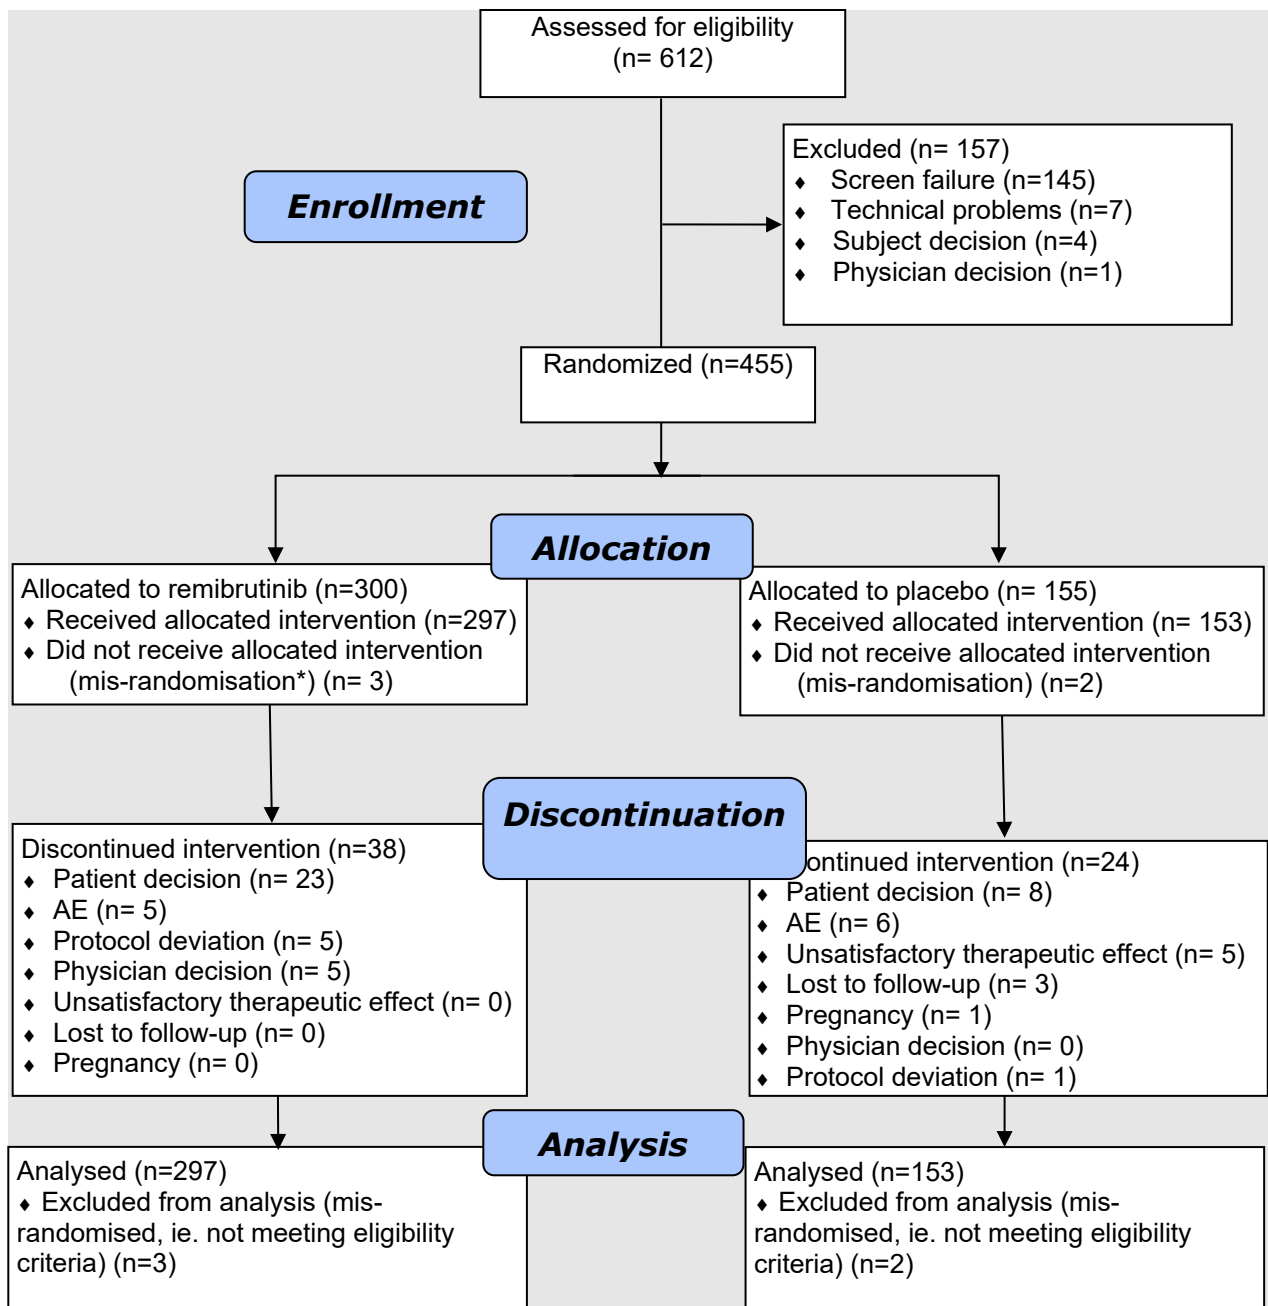 Assessed for eligibility
(n= 612)
Excluded (n= 157)
♦ Screen failure (n=145)
♦ Technical problems (n=7)
♦ Subject decision (n=4)
♦ Physician decision (n=1)
Enrollment
Randomized (n=455)
Allocation
Allocated to remibrutinib (n=300)
♦ Received allocated intervention (n=297)
♦ Did not receive allocated intervention
(mis-randomisation*) (n= 3)
Allocated to placebo (n= 155)
♦ Received allocated intervention (n= 153)
♦ Did not receive allocated intervention
(mis-randomisation) (n=2)
Discontinuation
Discontinued intervention (n=38)
♦ Patient decision (n= 23)
♦ AE (n= 5)
♦ Protocol deviation (n= 5)
♦ Physician decision (n= 5)
♦ Unsatisfactory therapeutic effect (n= 0)
♦ Lost to follow-up (n= 0)
♦ Pregnancy (n= 0)
continued intervention (n=24)
♦ Patient decision (n= 8)
♦ AE (n= 6)
♦ Unsatisfactory therapeutic effect (n= 5)
♦ Lost to follow-up (n= 3)
♦ Pregnancy (n= 1)
♦ Physician decision (n= 0)
♦ Protocol deviation (n= 1)
Analysis
Analysed (n=297)
♦ Excluded from analysis (mis-
randomised, ie. not meeting eligibility
criteria) (n=3)
Analysed (n=153)
♦ Excluded from analysis (mis-
randomised, ie. not meeting eligibility
criteria) (n=2)